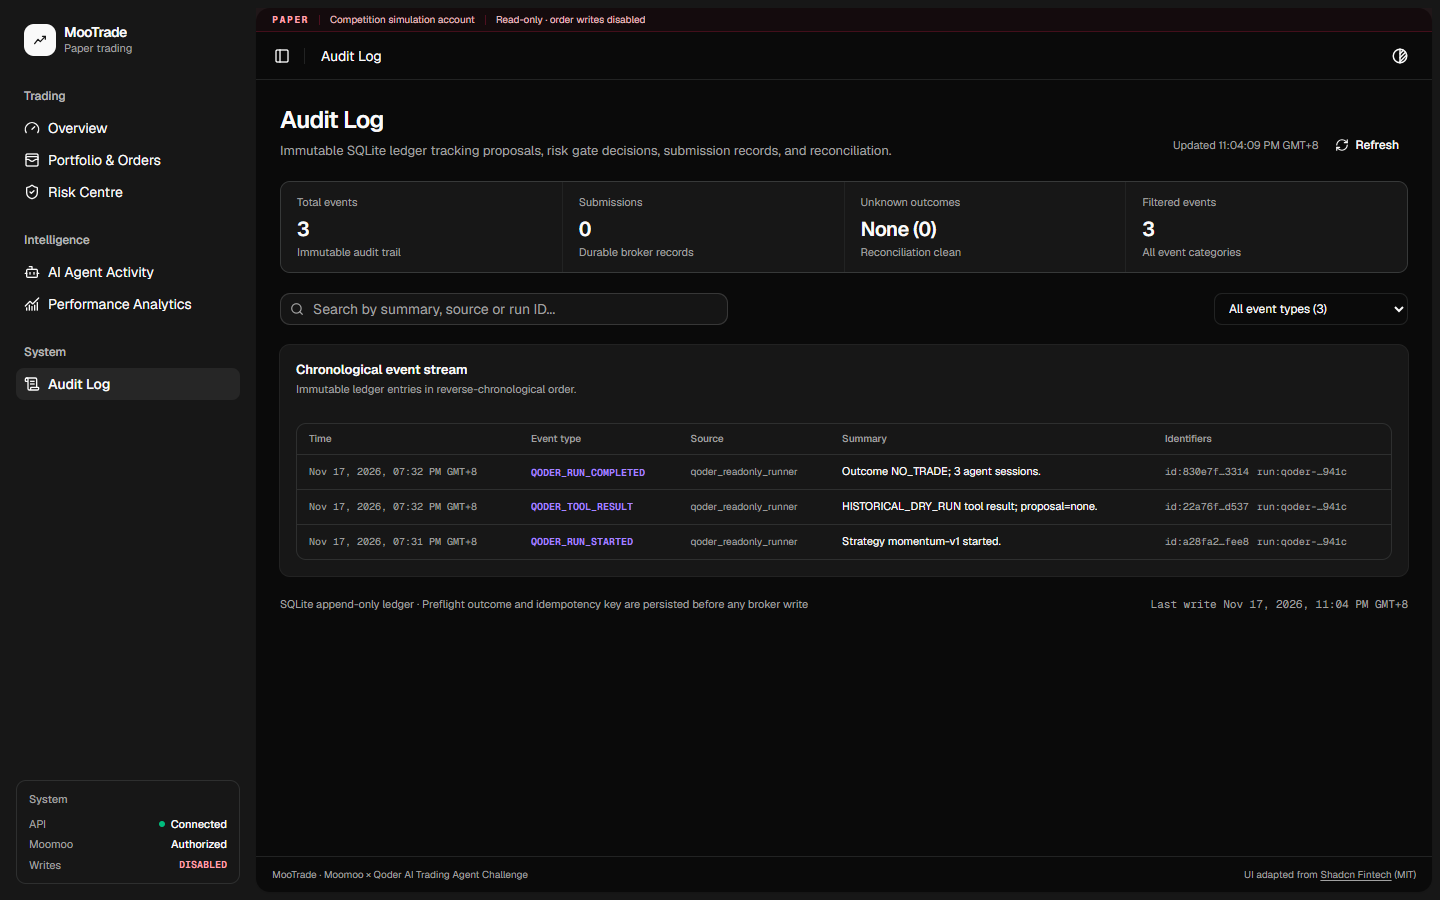 MooTrade
Paper trading
Trading
Overview
Portfolio & Orders
Risk Centre
Intelligence
AI Agent Activity
Performance Analytics
System
Audit Log
System
API Connected
Moomoo Authorized
Writes DISABLED
PAPER Competition simulation account Read-only · order writes disabled
Audit Log
Audit Log
Immutable SQLite ledger tracking proposals, risk gate decisions, submission records, and reconciliation.
Updated 11:04:09 PM GMT+8 Refresh
Total events
3
Immutable audit trail
Submissions
0
Durable broker records
Unknown outcomes
None (0)
Reconciliation clean
Filtered events
3
All event categories
Search by summary, source or run ID...
All event types (3)
Chronological event stream
Immutable ledger entries in reverse-chronological order.
Time Event type Source Summary Identifiers
Nov 17, 2026, 07:32 PM GMT+8 QODER_RUN_COMPLETED qoder_readonly_runner Outcome NO_TRADE; 3 agent sessions. id:830e7f…3314 run:qoder-…941c
Nov 17, 2026, 07:32 PM GMT+8 QODER_TOOL_RESULT qoder_readonly_runner HISTORICAL_DRY_RUN tool result; proposal=none. id:22a76f…d537 run:qoder-…941c
Nov 17, 2026, 07:31 PM GMT+8 QODER_RUN_STARTED qoder_readonly_runner Strategy momentum-v1 started. id:a28fa2…fee8 run:qoder-…941c
SQLite append-only ledger · Preflight outcome and idempotency key are persisted before any broker write
Last write Nov 17, 2026, 11:04 PM GMT+8
MooTrade · Moomoo × Qoder AI Trading Agent Challenge
UI adapted from Shadcn Fintech (MIT)